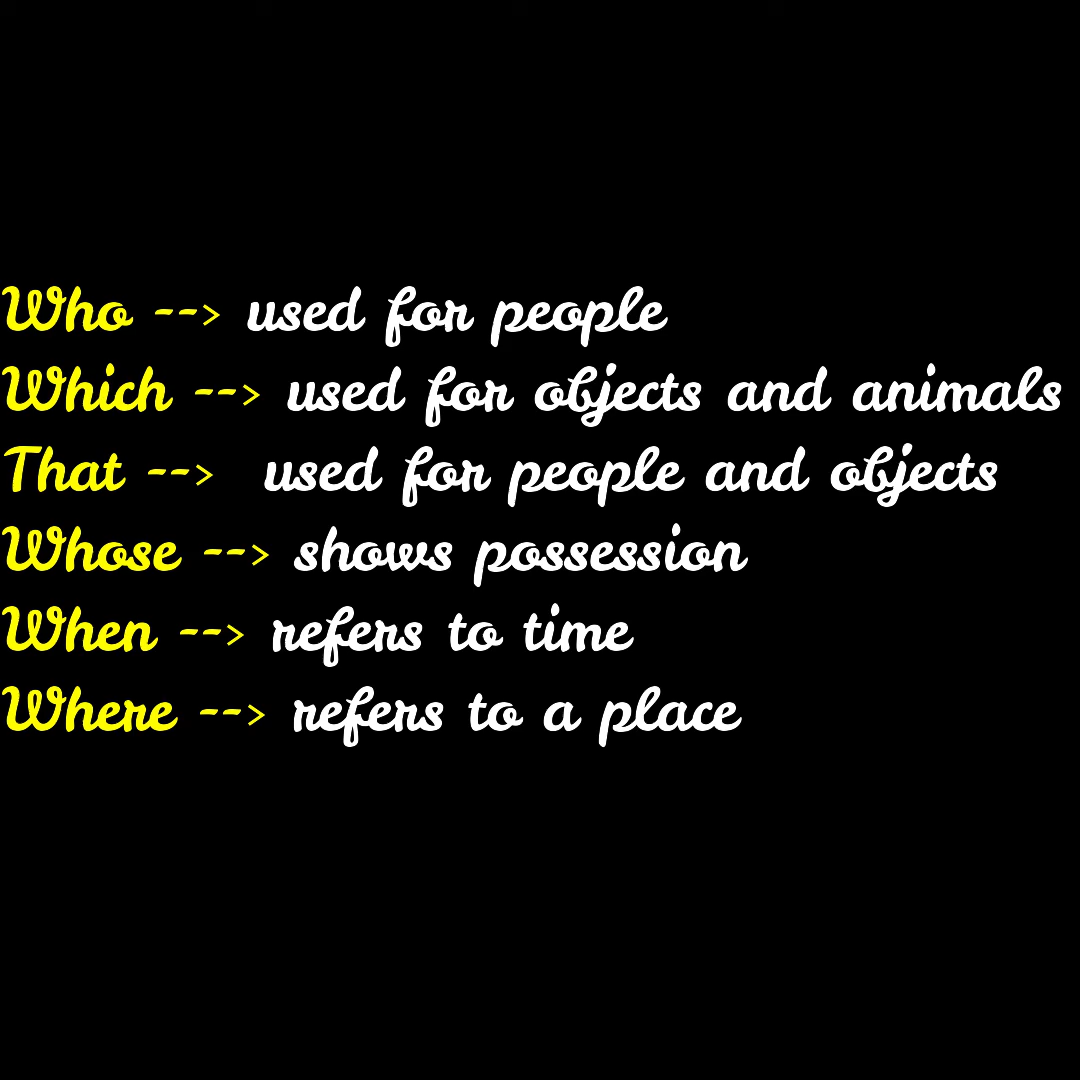 Who --> used for people
Which --> used for objects and animals
That --> used for people and objects
Whose --> shows possession
When --> refers to time
Where --> refers to a place